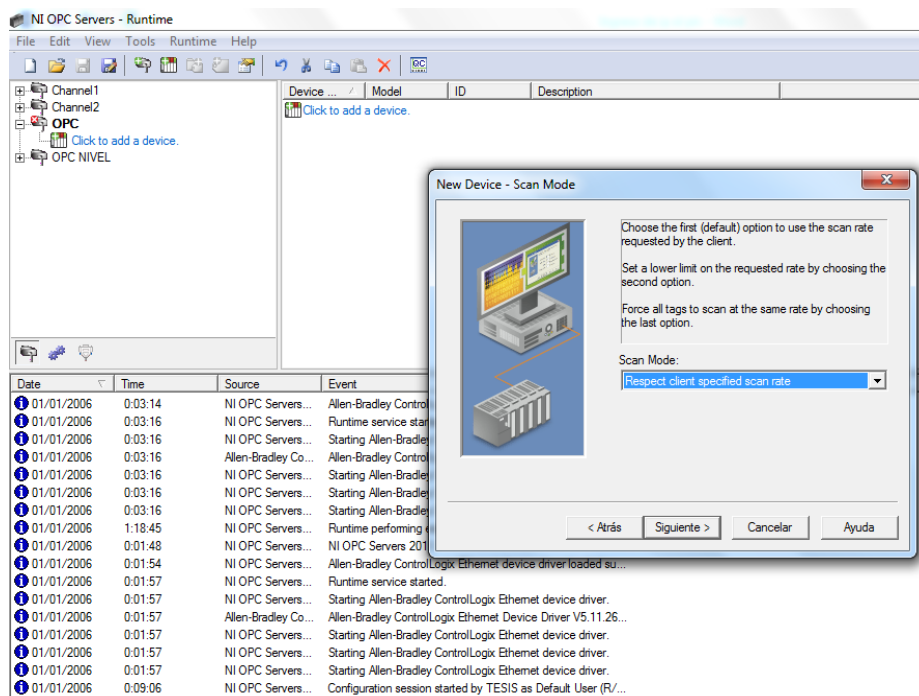 NI OPC Servers - Runtime
File Edit View Tools Runtime Help
Channel1
Channel2
OPC
Click to add a device.
OPC NIVEL
Device ... Model ID Description
Click to add a device.
New Device - Scan Mode
Choose the first (default) option to use the scan rate
requested by the client.
Set a lower limit on the requested rate by choosing the
second option.
Force all tags to scan at the same rate by choosing
the last option.
Scan Mode:
Respect client specified scan rate
< Atrás Siguiente > Cancelar Ayuda
Date Time Source Event
01/01/2006 0:03:14 NI OPC Servers... Allen-Bradley Control
01/01/2006 0:03:16 NI OPC Servers... Runtime service star
01/01/2006 0:03:16 NI OPC Servers... Starting Allen-Bradley
01/01/2006 0:03:16 Allen-Bradley Co... Allen-Bradley Control
01/01/2006 0:03:16 NI OPC Servers... Starting Allen-Bradley
01/01/2006 0:03:16 NI OPC Servers... Starting Allen-Bradley
01/01/2006 0:03:16 NI OPC Servers... Starting Allen-Bradley
01/01/2006 1:18:45 NI OPC Servers... Runtime performing
01/01/2006 0:01:48 NI OPC Servers... NI OPC Servers 201
01/01/2006 0:01:54 NI OPC Servers... Allen-Bradley ControlLogix Ethernet device driver loaded su...
01/01/2006 0:01:57 NI OPC Servers... Runtime service started.
01/01/2006 0:01:57 NI OPC Servers... Starting Allen-Bradley ControlLogix Ethernet device driver.
01/01/2006 0:01:57 Allen-Bradley Co... Allen-Bradley ControlLogix Ethernet Device Driver V5.11.26...
01/01/2006 0:01:57 NI OPC Servers... Starting Allen-Bradley ControlLogix Ethernet device driver.
01/01/2006 0:01:57 NI OPC Servers... Starting Allen-Bradley ControlLogix Ethernet device driver.
01/01/2006 0:01:57 NI OPC Servers... Starting Allen-Bradley ControlLogix Ethernet device driver.
01/01/2006 0:09:06 NI OPC Servers... Configuration session started by TESIS as Default User (R/...